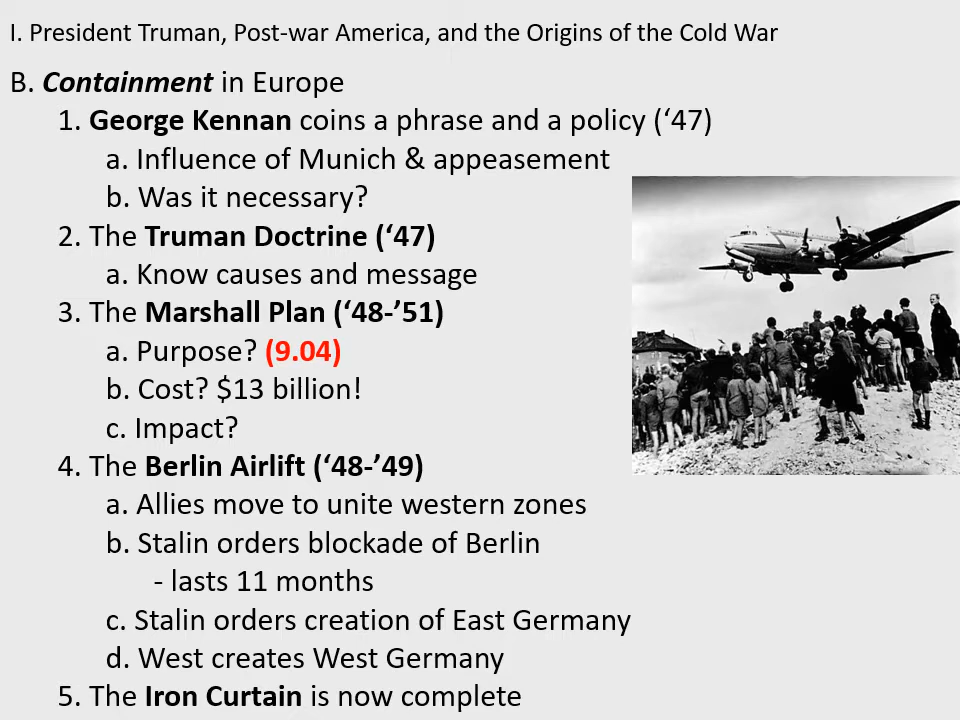 I. President Truman, Post-war America, and the Origins of the Cold War
B. Containment in Europe
1. George Kennan coins a phrase and a policy (‘47)
a. Influence of Munich & appeasement
b. Was it necessary?
2. The Truman Doctrine (‘47)
a. Know causes and message
3. The Marshall Plan (‘48-’51)
a. Purpose? (9.04)
b. Cost? $13 billion!
c. Impact?
4. The Berlin Airlift (‘48-’49)
a. Allies move to unite western zones
b. Stalin orders blockade of Berlin
- lasts 11 months
c. Stalin orders creation of East Germany
d. West creates West Germany
5. The Iron Curtain is now complete